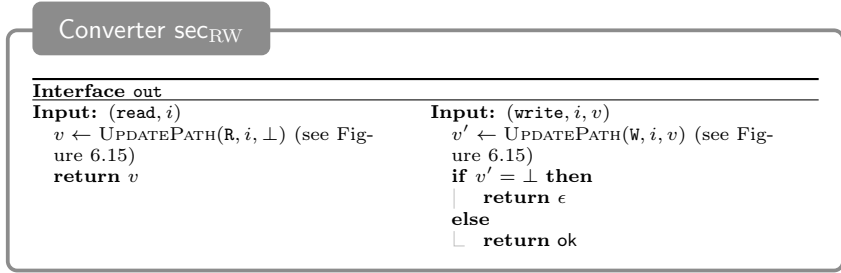 Converter sec_RW
Interface out
Input: (read, i)
v ← UPDATEPATH(R, i, ⊥) (see Fig-
ure 6.15)
return v
Input: (write, i, v)
v′ ← UPDATEPATH(W, i, v) (see Fig-
ure 6.15)
if v′ = ⊥ then
return ϵ
else
return ok